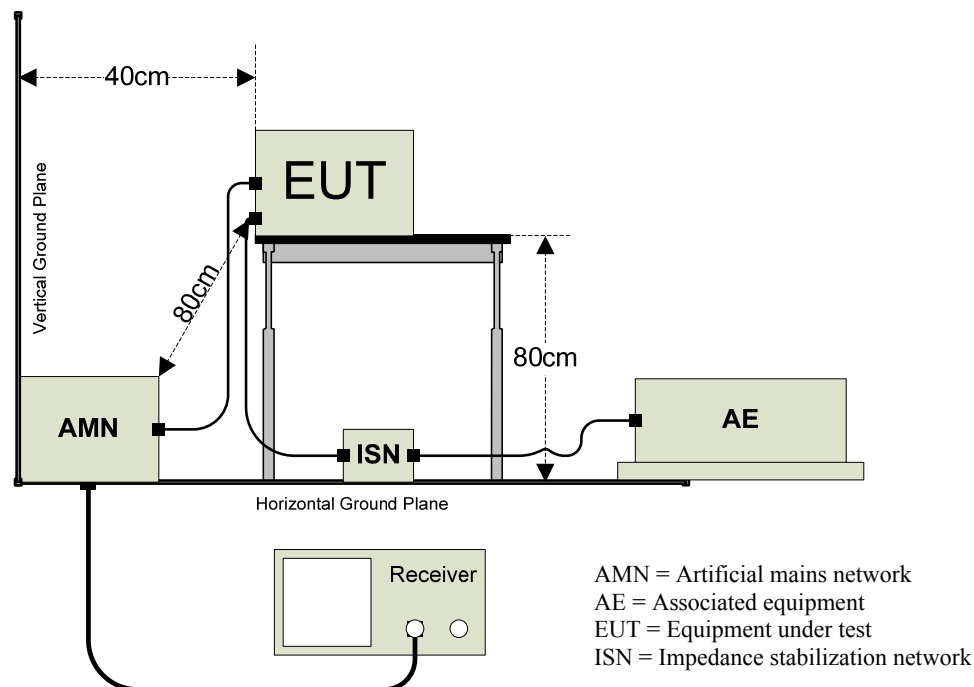 40cm
EUT
Vertical Ground Plane
80cm
80cm
AMN
ISN
AE
Horizontal Ground Plane
Receiver
AMN = Artificial mains network
AE = Associated equipment
EUT = Equipment under test
ISN = Impedance stabilization network